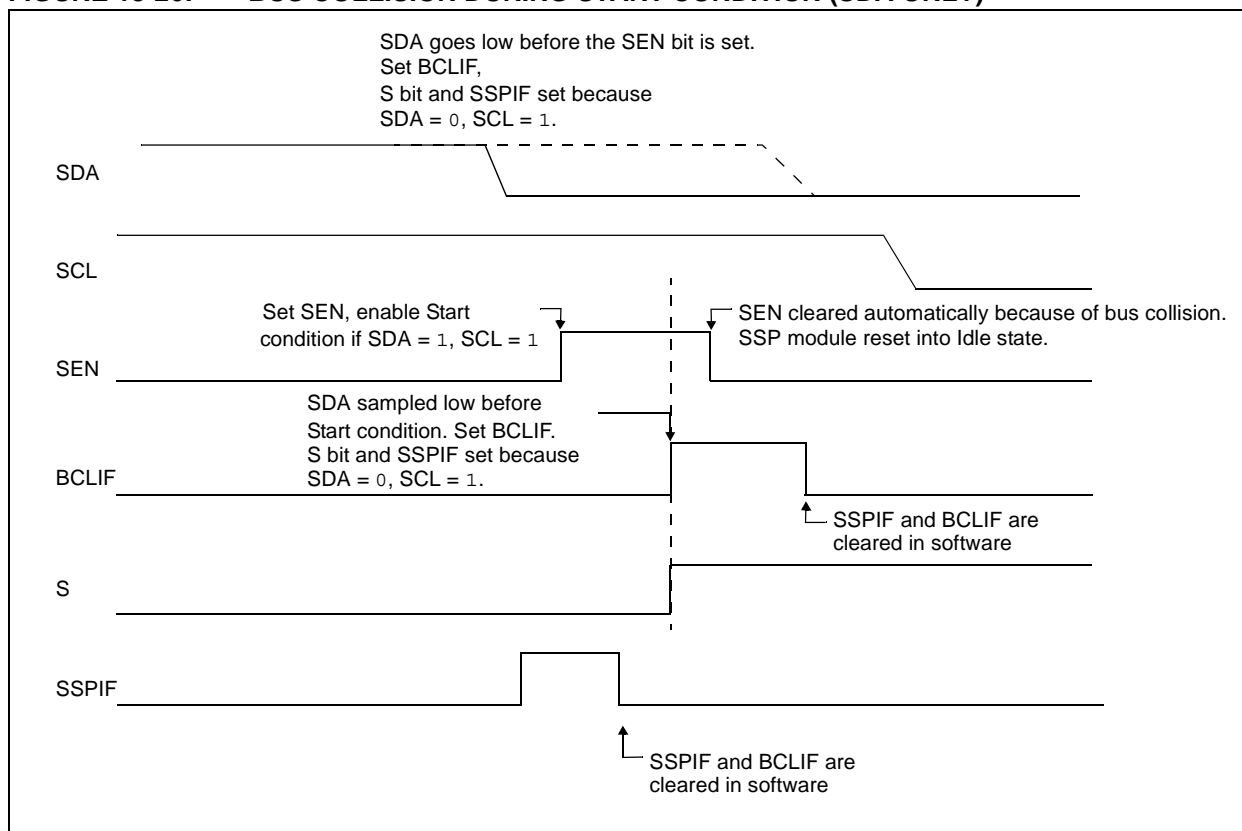 SDA goes low before the SEN bit is set.
Set BCLIF,
S bit and SSPIF set because
SDA = 0, SCL = 1.
SDA
SCL
Set SEN, enable Start
condition if SDA = 1, SCL = 1
SEN cleared automatically because of bus collision.
SSP module reset into Idle state.
SEN
SDA sampled low before
Start condition. Set BCLIF.
S bit and SSPIF set because
SDA = 0, SCL = 1.
BCLIF
SSPIF and BCLIF are
cleared in software
S
SSPIF
SSPIF and BCLIF are
cleared in software